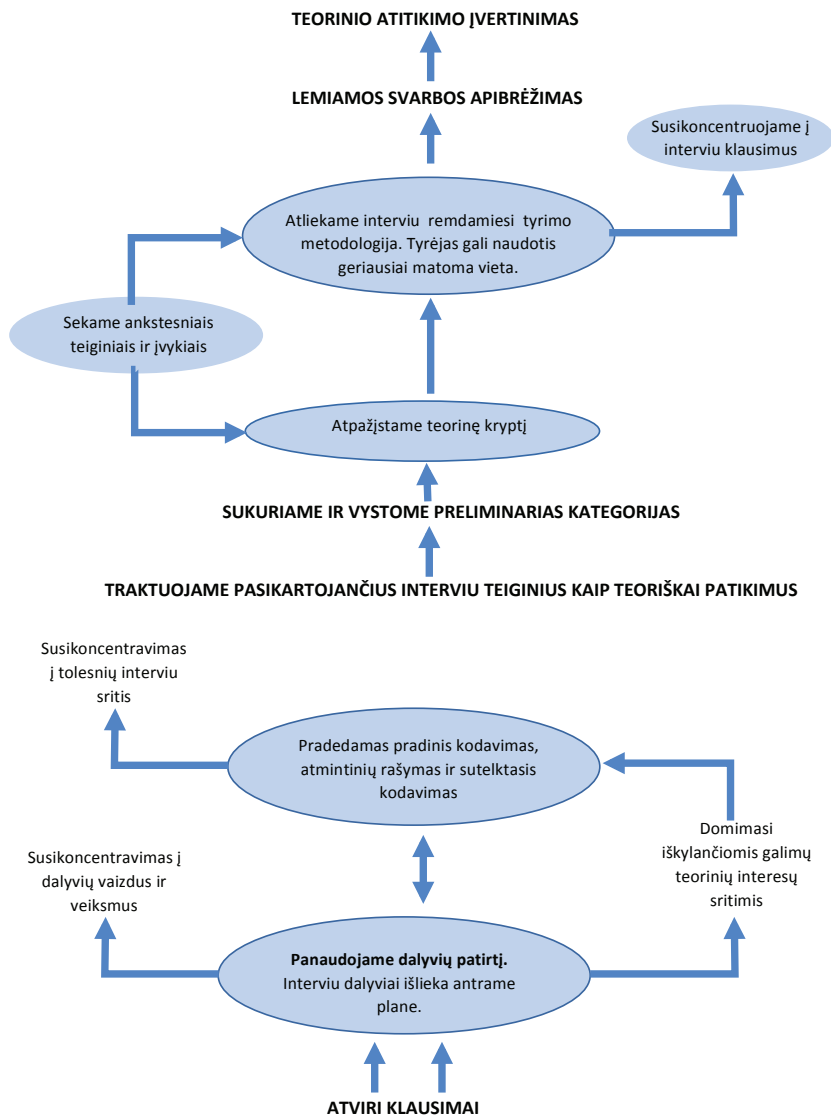 TEORINIO ATITIKIMO ĮVERTINIMAS
LEMIAMOS SVARBOS APIBRĖŽIMAS
Susikoncentruojame į
interviu klausimus
Atliekame interviu remdamiesi tyrimo
metodologija. Tyrėjas gali naudotis
geriausiai matoma vieta.
Sekame ankstesniais
teiginiais ir įvykiais
Atpažįstame teorinę kryptį
SUKURIAME IR VYSTOME PRELIMINARIAS KATEGORIJAS
TRAKTUOJAME PASIKARTOJANČIUS INTERVIU TEIGINIUS KAIP TEORIŠKAI PATIKIMUS
Susikoncentravimas
į tolesnių interviu
sritis
Pradedamas pradinis kodavimas,
atmintinių rašymas ir sutelktasis
kodavimas
Domimasi
iškylančiomis galimų
teorinių interesų
sritimis
Susikoncentravimas į
dalyvių vaizdus ir
veiksmus
Panaudojame dalyvių patirtį.
Interviu dalyviai išlieka antrame
plane.
ATVIRI KLAUSIMAI